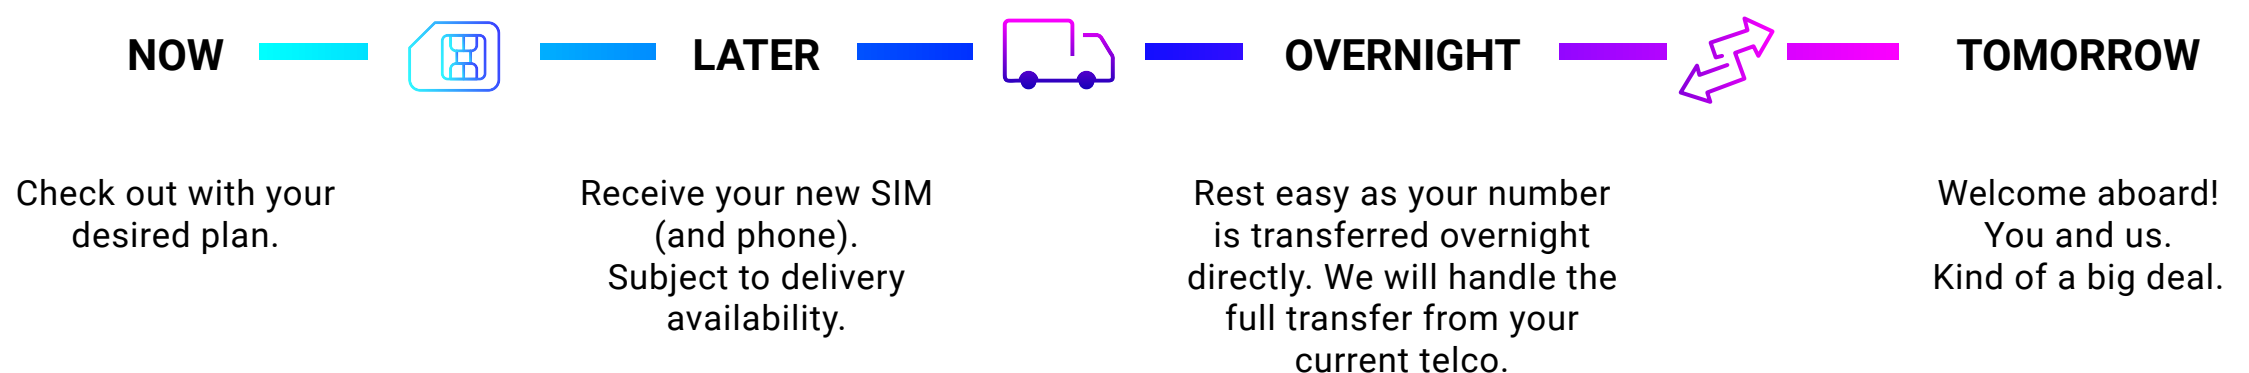 NOW
Check out with your
desired plan.
LATER
Receive your new SIM
(and phone).
Subject to delivery
availability.
OVERNIGHT
Rest easy as your number
is transferred overnight
directly. We will handle the
full transfer from your
current telco.
TOMORROW
Welcome aboard!
You and us.
Kind of a big deal.